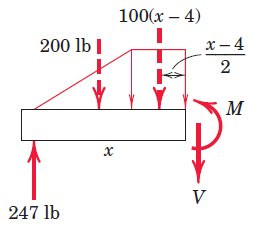 100(x – 4)
200 lb
x – 4
2
M
x
V
247 lb